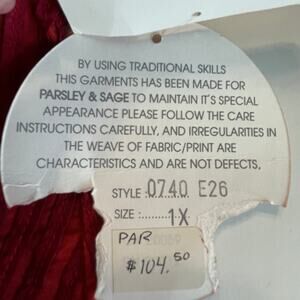 BY USING TRADITIONAL SKILLS
THIS GARMENTS HAS BEEN MADE FOR
PARSLEY & SAGE TO MAINTAIN IT'S SPECIAL
APPEARANCE PLEASE FOLLOW THE CARE
INSTRUCTIONS CAREFULLY, AND IRREGULARITIES IN
THE WEAVE OF FABRIC/PRINT ARE
CHARACTERISTICS AND ARE NOT DEFECTS.
STYLE :0740 E26
SIZE :.......1X
PAR
$104.50